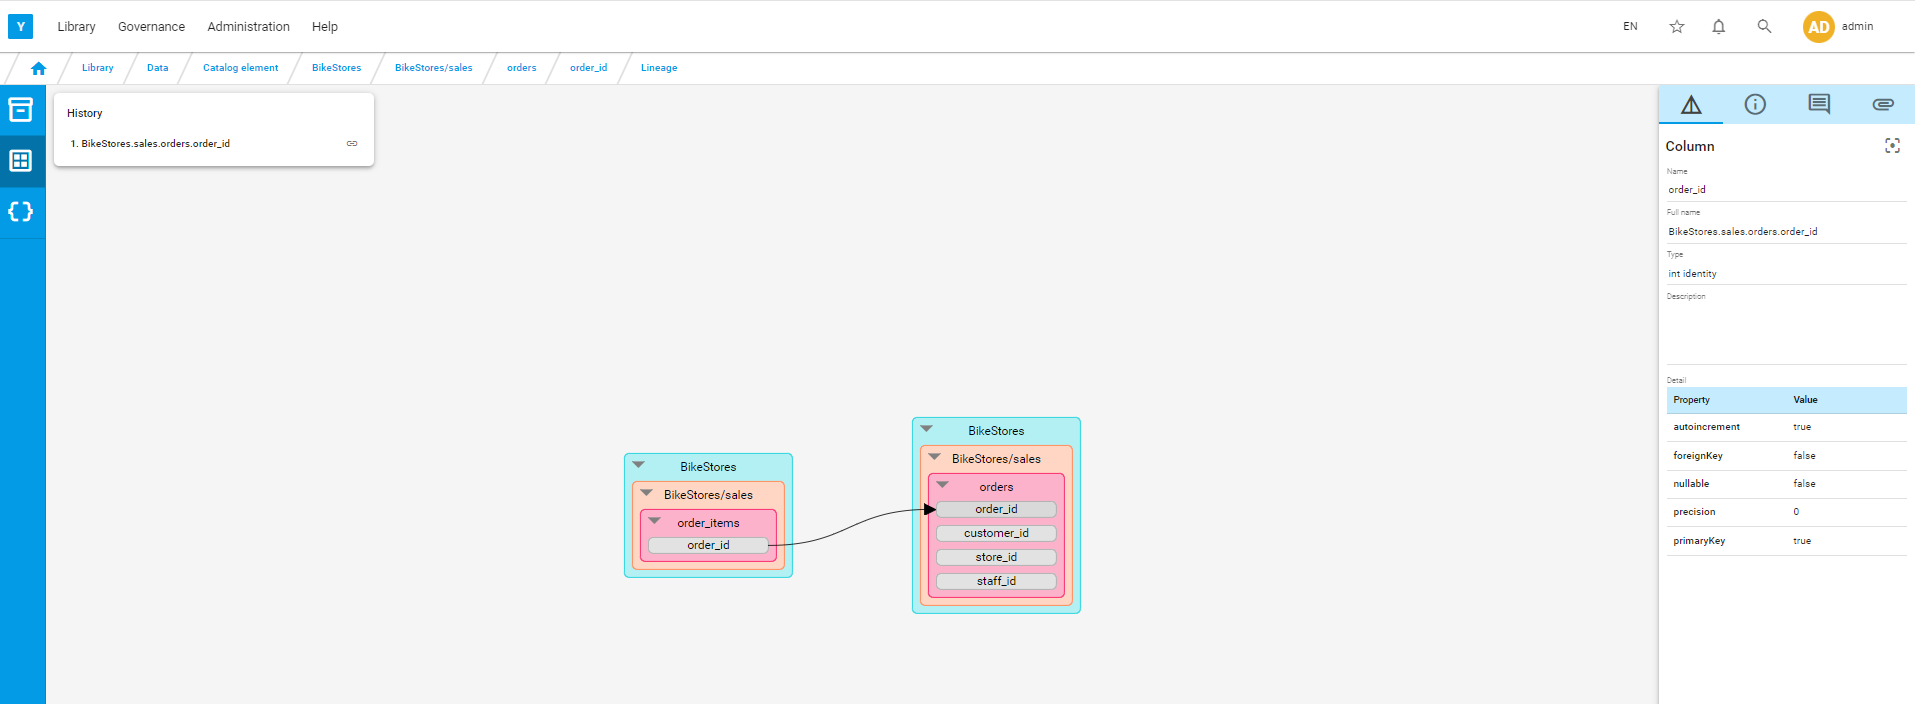 Y Library Governance Administration Help EN AD admin
Library Data Catalog element BikeStores BikeStores/sales orders order_id Lineage
History
1. BikeStores.sales.orders.order_id
BikeStores
BikeStores/sales
order_items
order_id
BikeStores
BikeStores/sales
orders
order_id
customer_id
store_id
staff_id
Column
Name
order_id
Full name
BikeStores.sales.orders.order_id
Type
int identity
Description
Detail
Property Value
autoincrement true
foreignKey false
nullable false
precision 0
primaryKey true